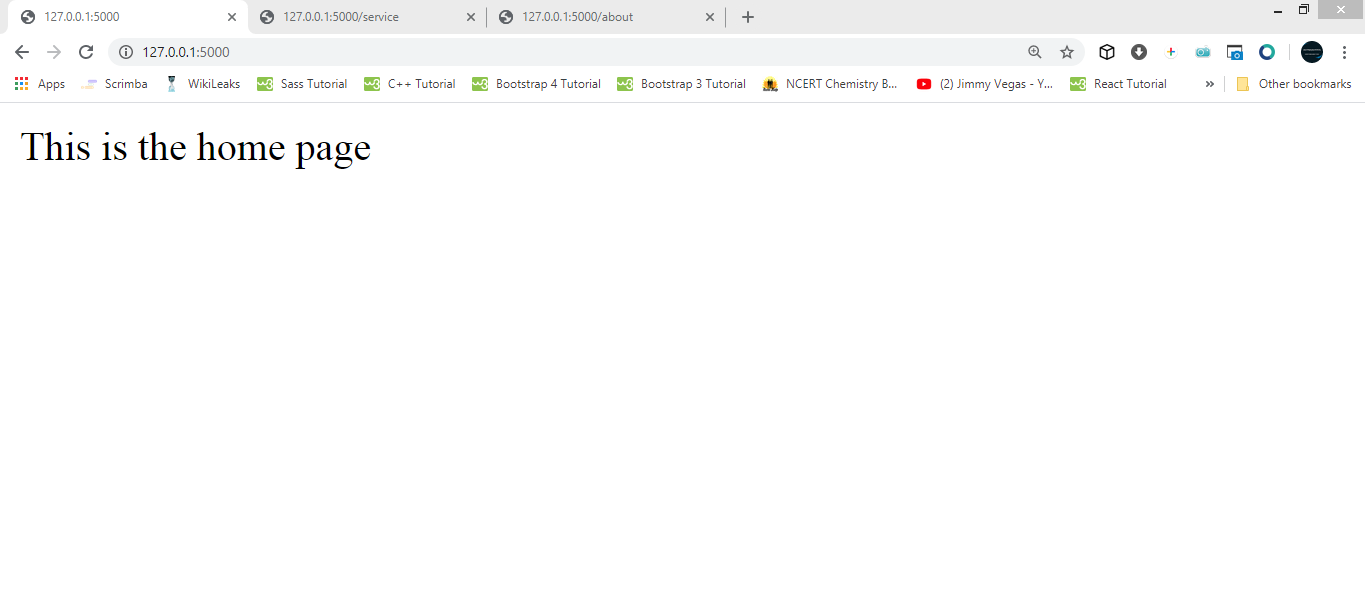 127.0.0.1:5000 127.0.0.1:5000/service 127.0.0.1:5000/about
127.0.0.1:5000
Apps Scrimba WikiLeaks Sass Tutorial C++ Tutorial Bootstrap 4 Tutorial Bootstrap 3 Tutorial NCERT Chemistry B... (2) Jimmy Vegas - Y... React Tutorial » Other bookmarks
This is the home page